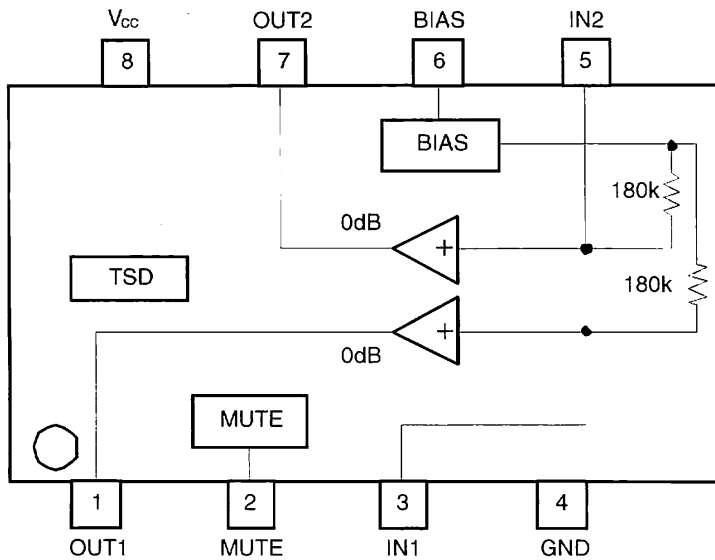 Vcc OUT2 BIAS IN2
8 7 6 5
BIAS
180k
0dB +
TSD
180k
+
0dB
MUTE
1 2 3 4
OUT1 MUTE IN1 GND